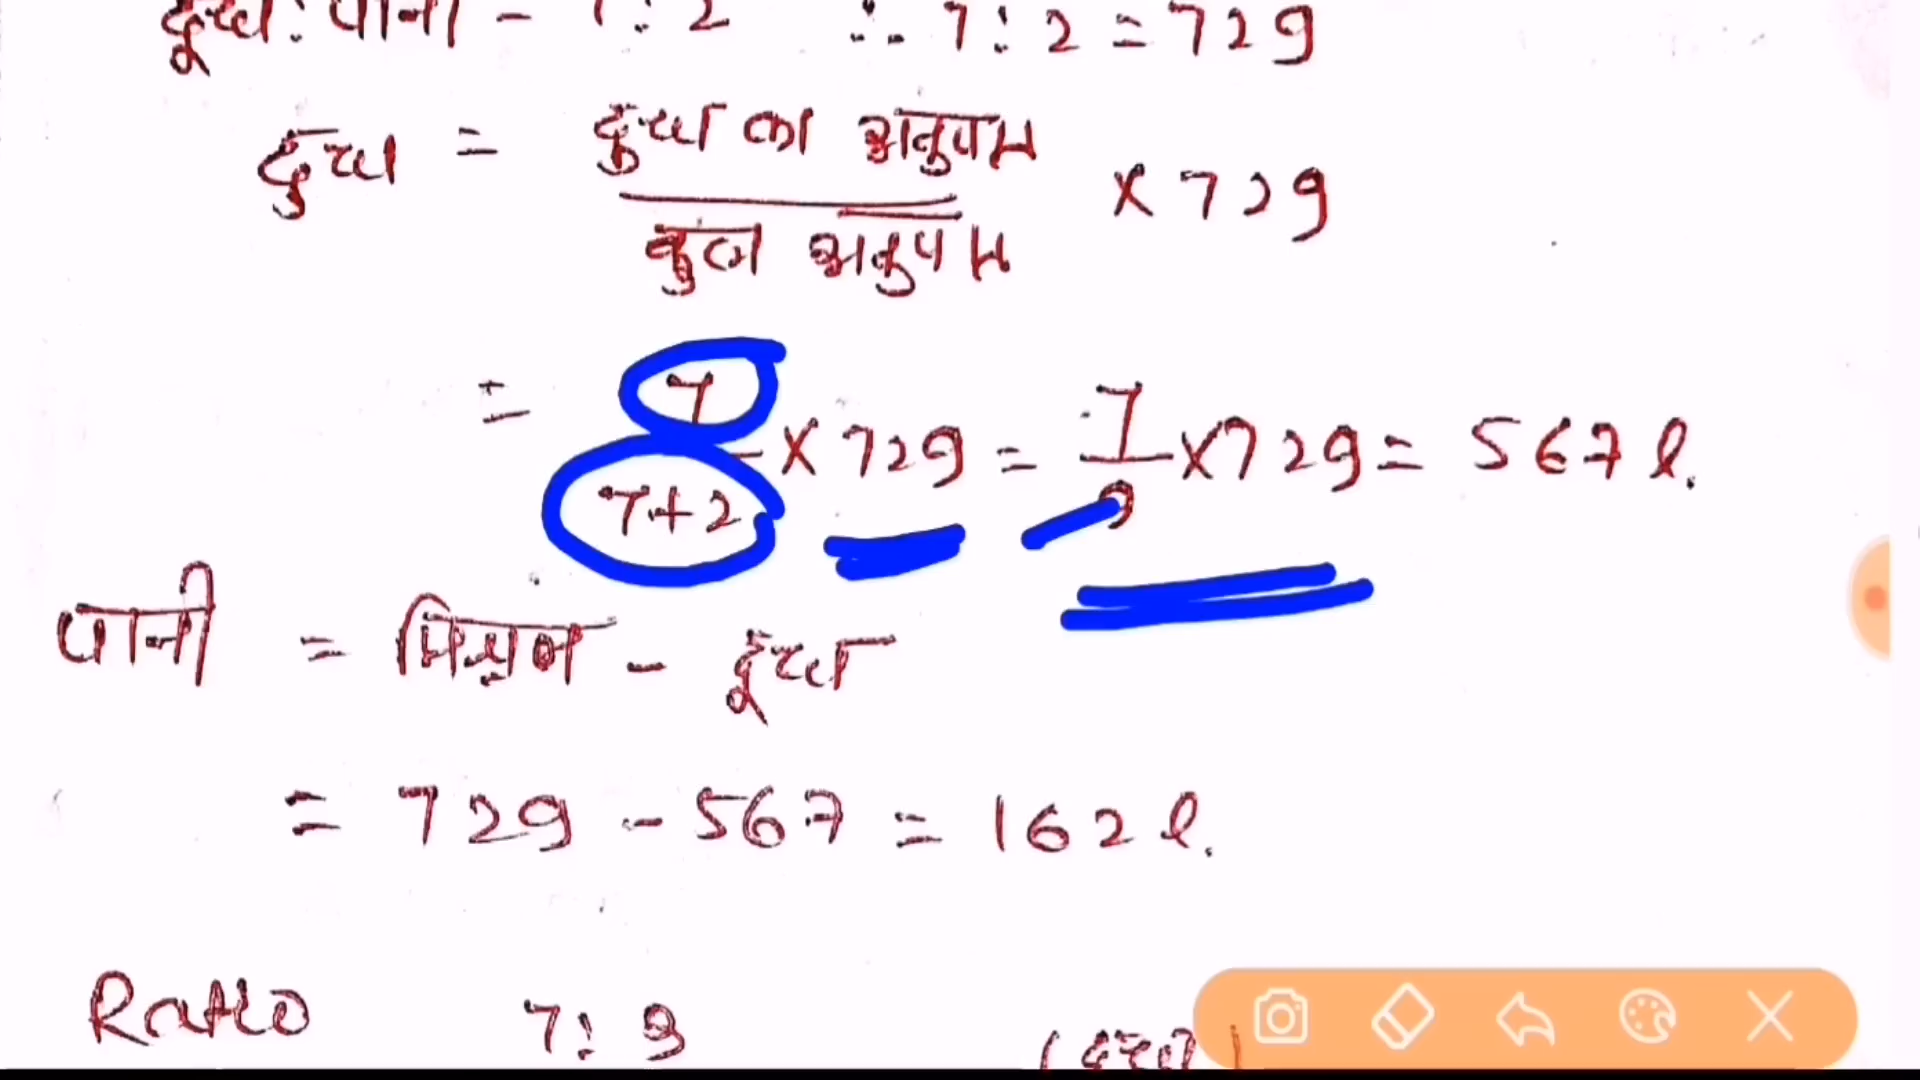 दूध : पानी - 7 : 2 ∴ 7 : 2 = 729
दुध = दुध का अनुपात / कुल अनुपात × 729
= 7 / 7+2 × 729 = 7/9 × 729 = 567 l.
पानी = मिश्रण - दूध
= 729 - 567 = 162 l.
Ratio 7 : 9